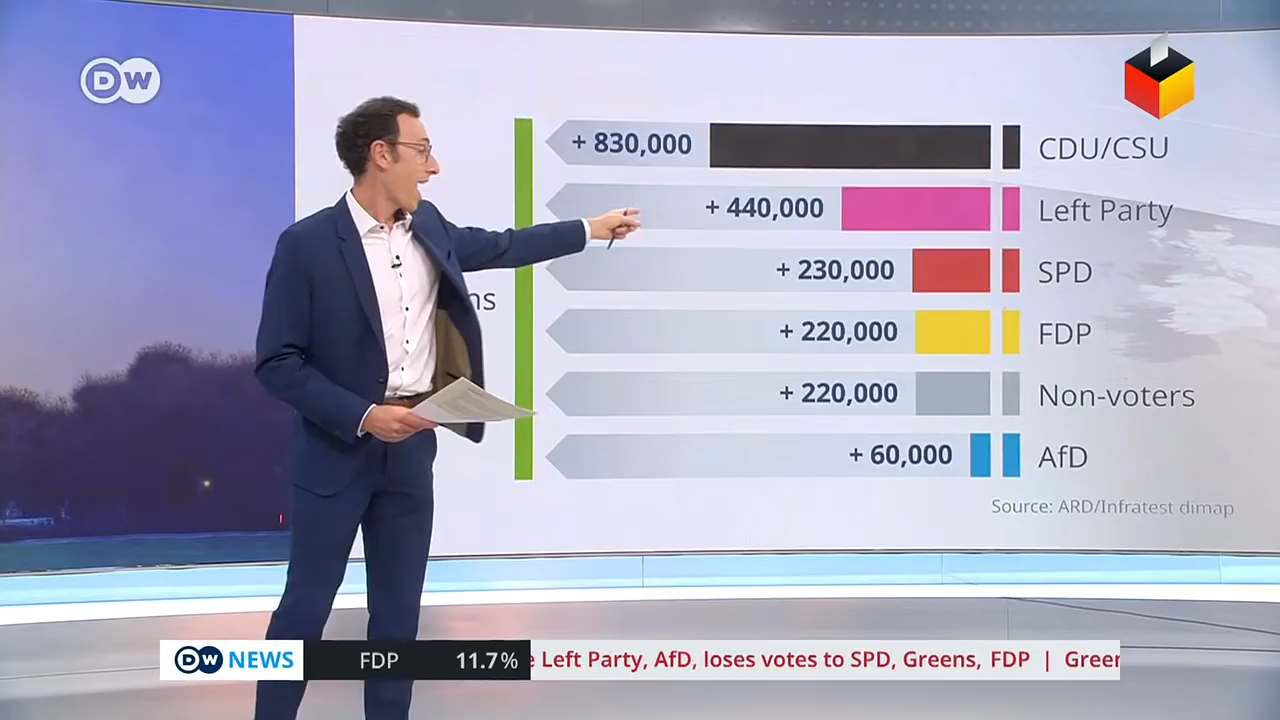 DW
+ 830,000 CDU/CSU
+ 440,000 Left Party
+ 230,000 SPD
ns
+ 220,000 FDP
+ 220,000 Non-voters
+ 60,000 AfD
Source: ARD/Infratest dimap
DW NEWS FDP 11.7% Left Party, AfD, loses votes to SPD, Greens, FDP | Green